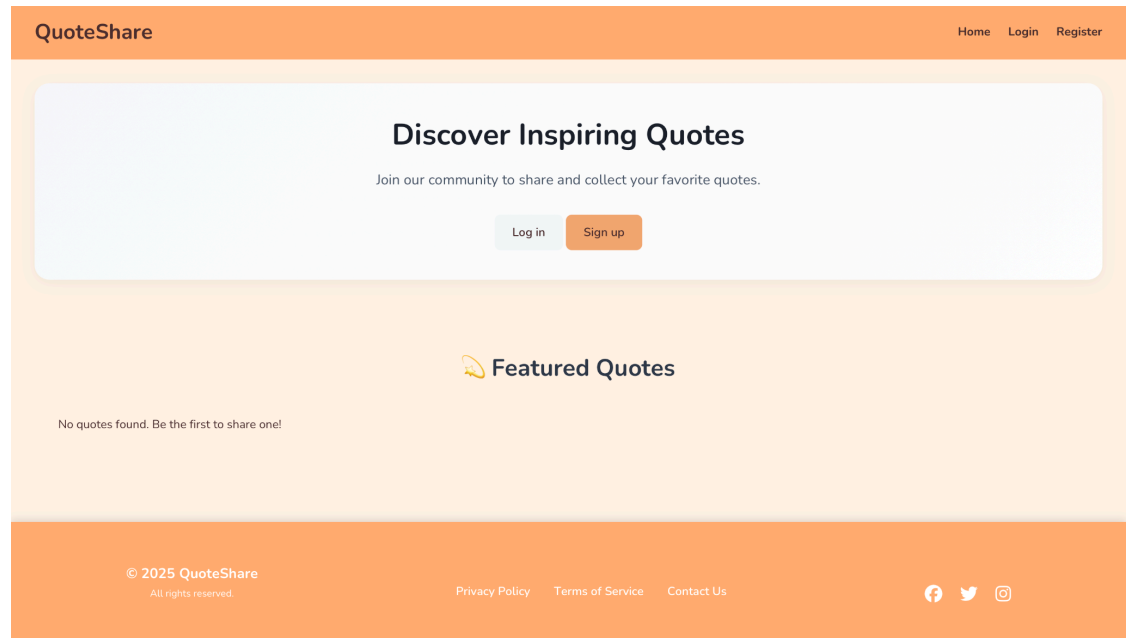 QuoteShare
Home Login Register
Discover Inspiring Quotes
Join our community to share and collect your favorite quotes.
Log in Sign up
💫 Featured Quotes
No quotes found. Be the first to share one!
© 2025 QuoteShare
All rights reserved.
Privacy Policy Terms of Service Contact Us